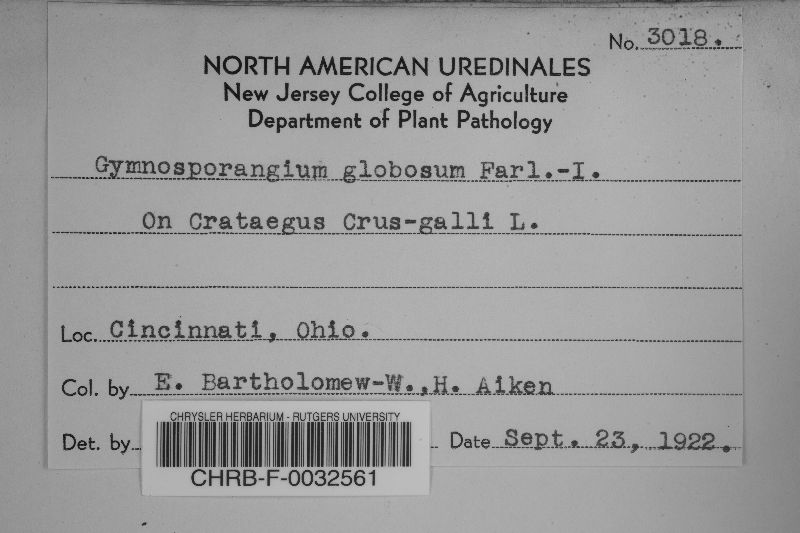 No. 3018.
NORTH AMERICAN UREDINALES
New Jersey College of Agriculture
Department of Plant Pathology
Gymnosporangium globosum Farl.-I.
On Crataegus Crus-galli L.
Loc. Cincinnati, Ohio.
Col. by E. Bartholomew-W.,H. Aiken
Det. by Date Sept. 23, 1922.
CHRYSLER HERBARIUM - RUTGERS UNIVERSITY
CHRB-F-0032561